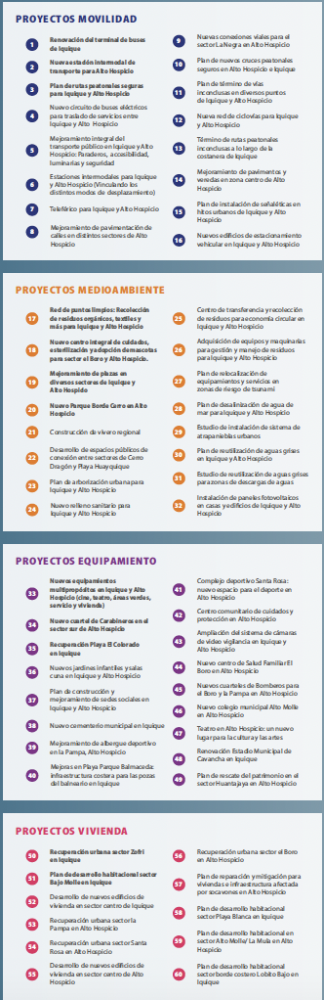 PROYECTOS MOVILIDAD
1 Renovación del terminal de buses
de Iquique
2 Nueva estación intermodal de
transporte para Alto Hospicio
3 Plan de rutas peatonales seguras
para Iquique y Alto Hospicio
4 Nuevo circuito de buses eléctricos
para traslado de servicios entre
Iquique y Alto Hospicio
5 Mejoramiento integral del
transporte público en Iquique y Alto
Hospicio: Paraderos, accesibilidad,
luminarias y seguridad
6 Estaciones intermodales para Iquique
y Alto Hospicio (Vinculando los
distintos modos de desplazamiento)
7 Teleférico para Iquique y Alto Hospicio
8 Mejoramiento de pavimentación de
calles en distintos sectores de Alto
Hospicio
9 Nuevas conexiones viales para el
sector La Negra en Alto Hospicio
10 Plan de nuevos cruces peatonales
seguros en Alto Hospicio e Iquique
11 Plan de término de vías
inconclusas en diversos puntos
de Iquique y Alto Hospicio
12 Nueva red de ciclovías para Iquique
y Alto Hospicio
13 Término de rutas peatonales
inconclusas a lo largo de la
costanera de Iquique
14 Mejoramiento de pavimentos y
veredas en zona centro de Alto
Hospicio
15 Plan de instalación de señaléticas en
hitos urbanos de Iquique y Alto
Hospicio
16 Nuevos edificios de estacionamiento
vehicular en Iquique y Alto Hospicio
PROYECTOS MEDIOAMBIENTE
17 Red de puntos limpios: Recolección
de residuos orgánicos, textiles y
más para Iquique y Alto Hospicio
18 Nuevo centro integral de cuidados,
esterilización y adopción de mascotas
para sector el Boro y Alto Hospicio.
19 Mejoramiento de plazas en
diversos sectores de Iquique y
Alto Hospicio
20 Nuevo Parque Borde Cerro en Alto
Hospicio
21 Construcción de vivero regional
22 Desarrollo de espacios públicos de
conexión entre sectores de Cerro
Dragón y Playa Huayquique
23 Plan de arborización urbana para
Iquique y Alto Hospicio
24 Nuevo relleno sanitario para
Iquique y Alto Hospicio
25 Centro de transferencia y recolección
de residuos para economía circular en
Iquique y Alto Hospicio
26 Adquisición de equipos y maquinarias
para gestión y manejo de residuos
para Iquique y Alto Hospicio
27 Plan de relocalización de
equipamientos y servicios en
zonas de riesgo de tsunami
28 Plan de desalinización de agua de
mar para Iquique y Alto Hospicio
29 Estudio de instalación de sistema de
atrapanieblas urbanos
30 Plan de reutilización de aguas grises
en Iquique y Alto Hospicio
31 Estudio de reutilización de aguas grises
para zonas de descargas de aguas
32 Instalación de paneles fotovoltaicos
en casas y edificios de Iquique y Alto
Hospicio
PROYECTOS EQUIPAMIENTO
33 Nuevos equipamientos
multipropósitos en Iquique y Alto
Hospicio (cine, teatro, áreas verdes,
servicio y vivienda)
34 Nuevo cuartel de Carabineros en el
sector sur de Alto Hospicio
35 Recuperación Playa El Colorado
en Iquique
36 Nuevos jardines infantiles y salas
cuna en Iquique y Alto Hospicio
37 Plan de construcción y
mejoramiento de sedes sociales en
Iquique y Alto Hospicio
38 Nuevo cementerio municipal en Iquique
39 Mejoramiento de albergue deportivo
en la Pampa, Alto Hospicio
40 Mejoras en Playa Parque Balmaceda:
infraestructura costera para las pozas
del balneario en Iquique
41 Complejo deportivo Santa Rosa:
nuevo espacio para el deporte en
Alto Hospicio
42 Centro comunitario de cuidados y
protección en Alto Hospicio
43 Ampliación del sistema de cámaras
de video vigilancia en Iquique y
Alto Hospicio
44 Nuevo centro de Salud Familiar El
Boro en Alto Hospicio
45 Nuevos cuarteles de Bomberos para
el Boro y la Pampa en Alto Hospicio
46 Nuevo colegio municipal Alto Molle
en Alto Hospicio
47 Teatro en Alto Hospicio: un nuevo
lugar para la cultura y las artes
48 Renovación Estadio Municipal de
Cavancha en Iquique
49 Plan de rescate del patrimonio en el
sector Huantajaya en Alto Hospicio
PROYECTOS VIVIENDA
50 Recuperación urbana sector Zofri
en Iquique
51 Plan de desarrollo habitacional sector
Bajo Molle en Iquique
52 Desarrollo de nuevos edificios de
vivienda en sector centro de Iquique
53 Recuperación urbana sector la
Pampa en Alto Hospicio
54 Recuperación urbana sector Santa
Rosa en Alto Hospicio
55 Desarrollo de nuevos edificios de
vivienda en sector centro de Alto
Hospicio
56 Recuperación urbana sector el Boro
en Alto Hospicio
57 Plan de reparación y mitigación para
viviendas e infraestructura afectada
por socavones en Alto Hospicio
58 Plan de desarrollo habitacional
sector Playa Blanca en Iquique
59 Plan de desarrollo habitacional en
sector Alto Molle/ La Mula en Alto
Hospicio
60 Plan de desarrollo habitacional
sector borde costero Lobito Bajo en
Iquique